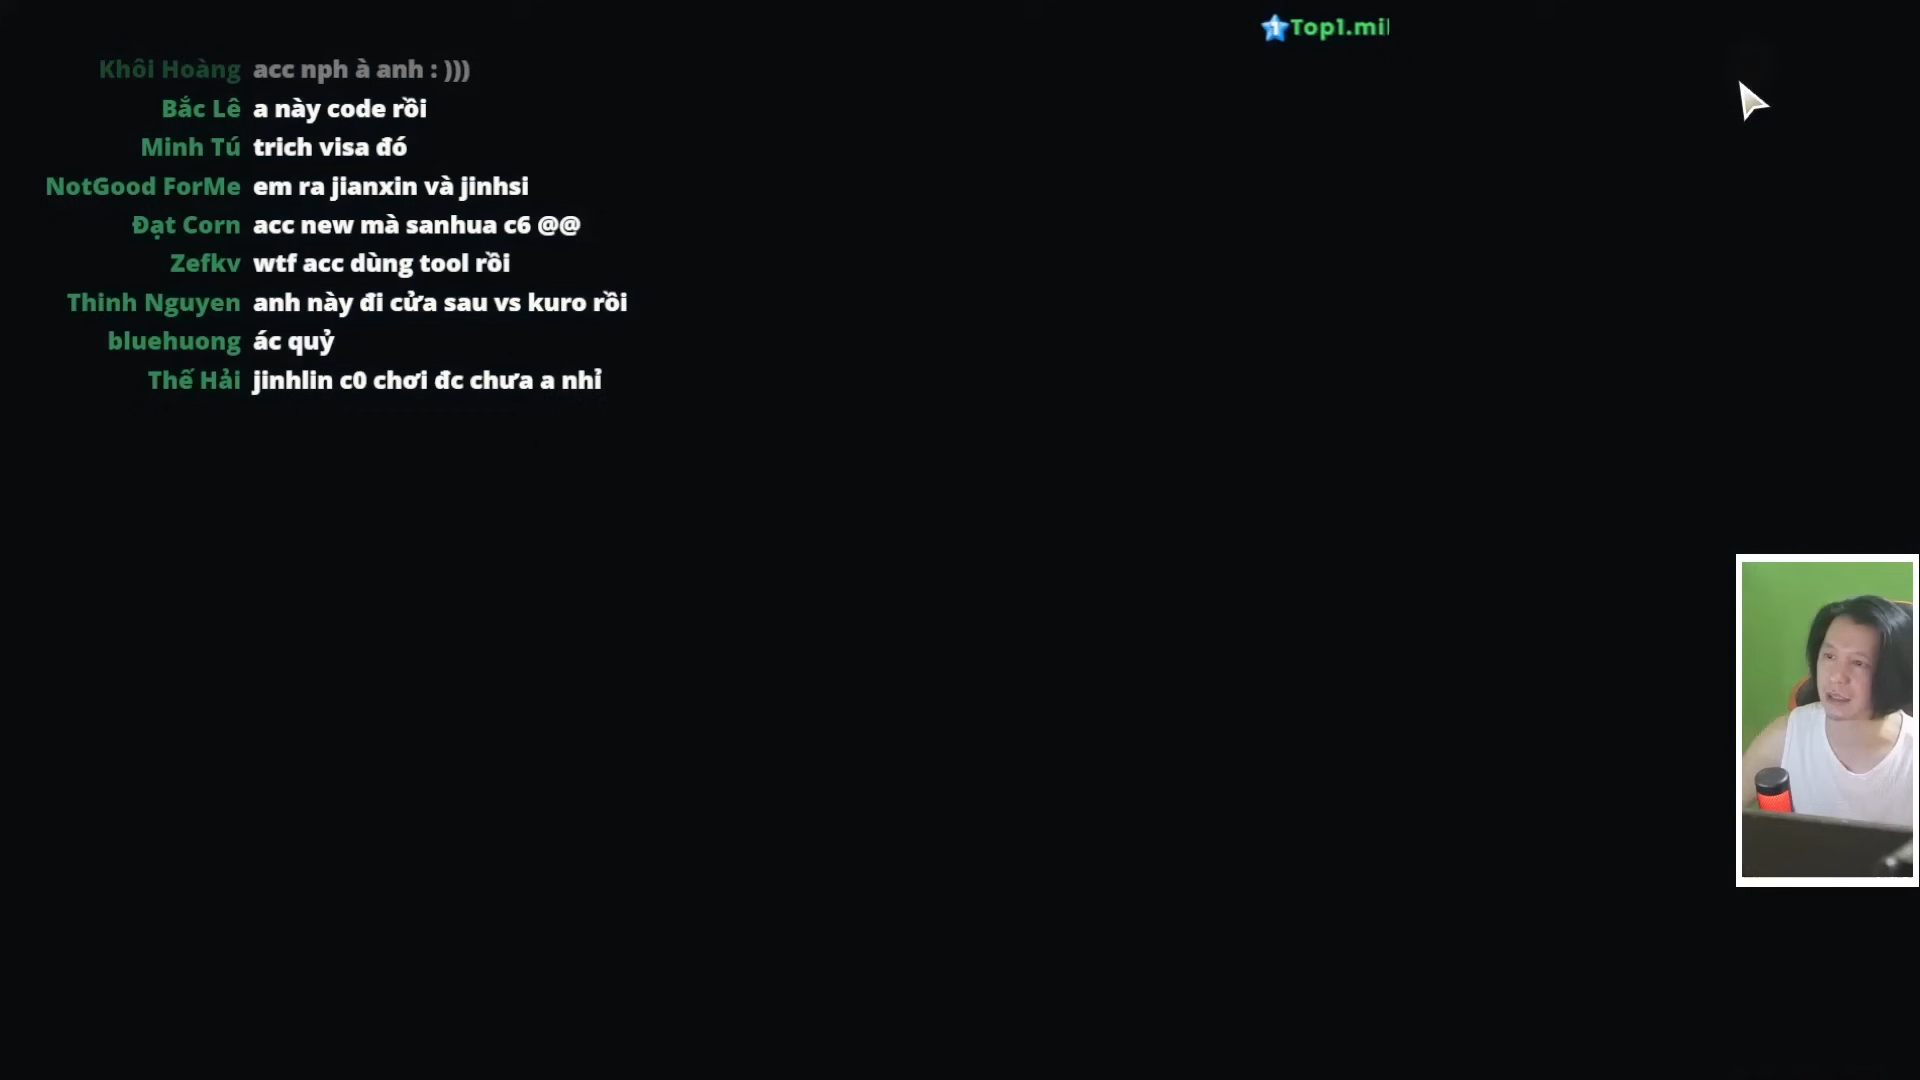 Top1.mil
Khôi Hoàng acc nph à anh : )))
Bắc Lê a này code rồi
Minh Tú trich visa đó
NotGood ForMe em ra jianxin và jinhsi
Đạt Corn acc new mà sanhua c6 @@
Zefkv wtf acc dùng tool rồi
Thinh Nguyen anh này đi cửa sau vs kuro rồi
bluehuong ác quỷ
Thế Hải jinhlin c0 chơi đc chưa a nhỉ